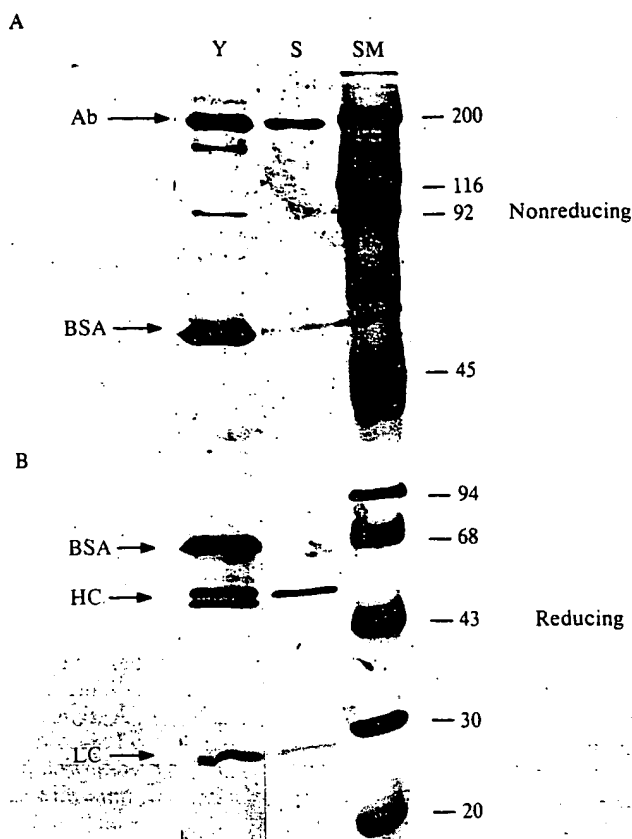 A
Y S SM
Ab 200
116
92 Nonreducing
BSA
45
B
94
BSA 68
HC
43 Reducing
30
LC
20